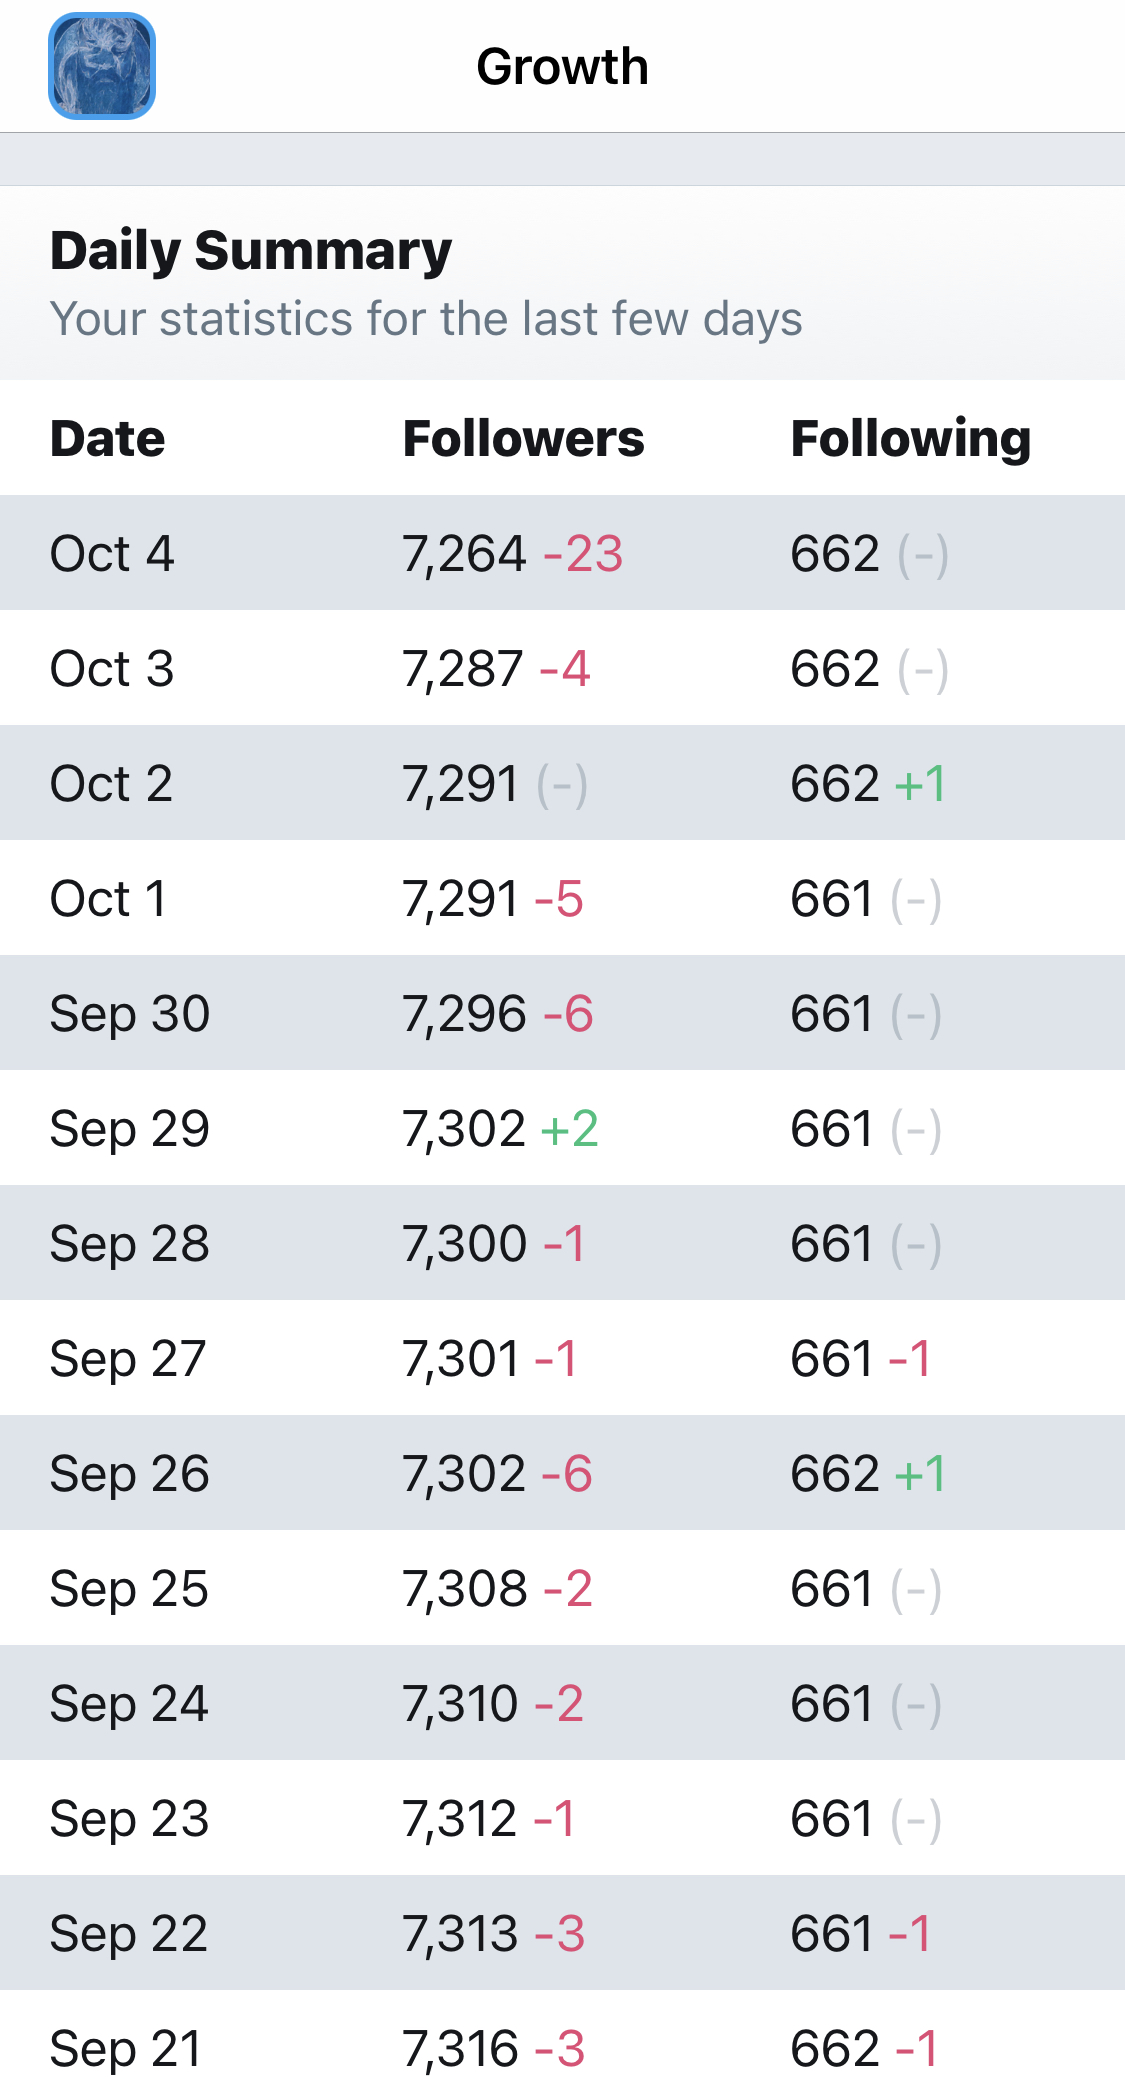 Growth
Daily Summary
Your statistics for the last few days
Date Followers Following
Oct 4 7,264 -23 662 (-)
Oct 3 7,287 -4 662 (-)
Oct 2 7,291 (-) 662 +1
Oct 1 7,291 -5 661 (-)
Sep 30 7,296 -6 661 (-)
Sep 29 7,302 +2 661 (-)
Sep 28 7,300 -1 661 (-)
Sep 27 7,301 -1 661 -1
Sep 26 7,302 -6 662 +1
Sep 25 7,308 -2 661 (-)
Sep 24 7,310 -2 661 (-)
Sep 23 7,312 -1 661 (-)
Sep 22 7,313 -3 661 -1
Sep 21 7,316 -3 662 -1